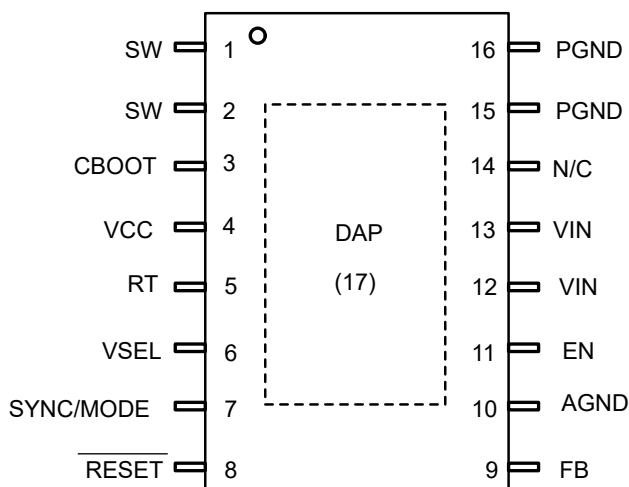 SW 1 16 PGND
SW 2 15 PGND
CBOOT 3 14 N/C
VCC 4 DAP 13 VIN
RT 5 (17) 12 VIN
VSEL 6 11 EN
SYNC/MODE 7 10 AGND
RESET 8 9 FB